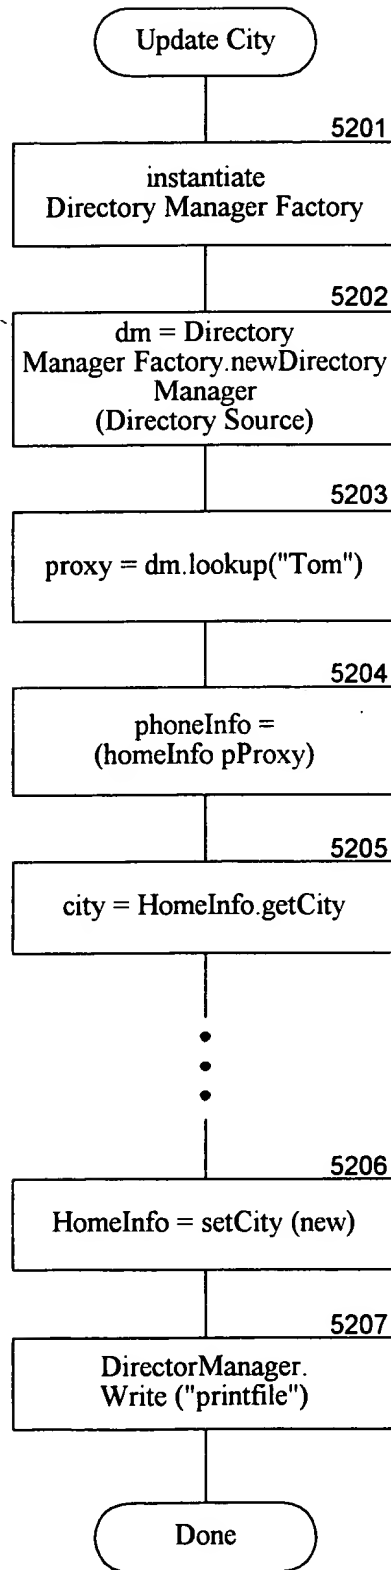 Update City
5201
instantiate
Directory Manager Factory
5202
dm = Directory
Manager Factory.newDirectory
Manager
(Directory Source)
5203
proxy = dm.lookup("Tom")
5204
phoneInfo =
(homeInfo pProxy)
5205
city = HomeInfo.getCity
5206
HomeInfo = setCity (new)
5207
DirectorManager.
Write ("printfile")
Done